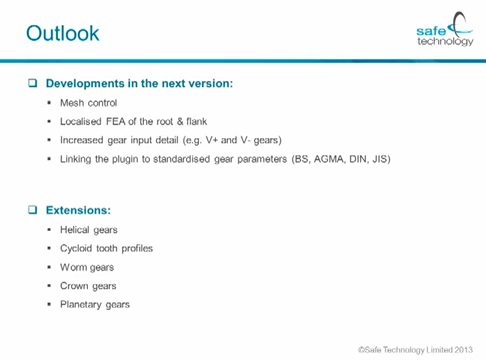 Outlook
safe
technology
Developments in the next version:
Mesh control
Localised FEA of the root & flank
Increased gear input detail (e.g. V+ and V- gears)
Linking the plugin to standardised gear parameters (BS, AGMA, DIN, JIS)
Extensions:
Helical gears
Cycloid tooth profiles
Worm gears
Crown gears
Planetary gears
©Safe Technology Limited 2013